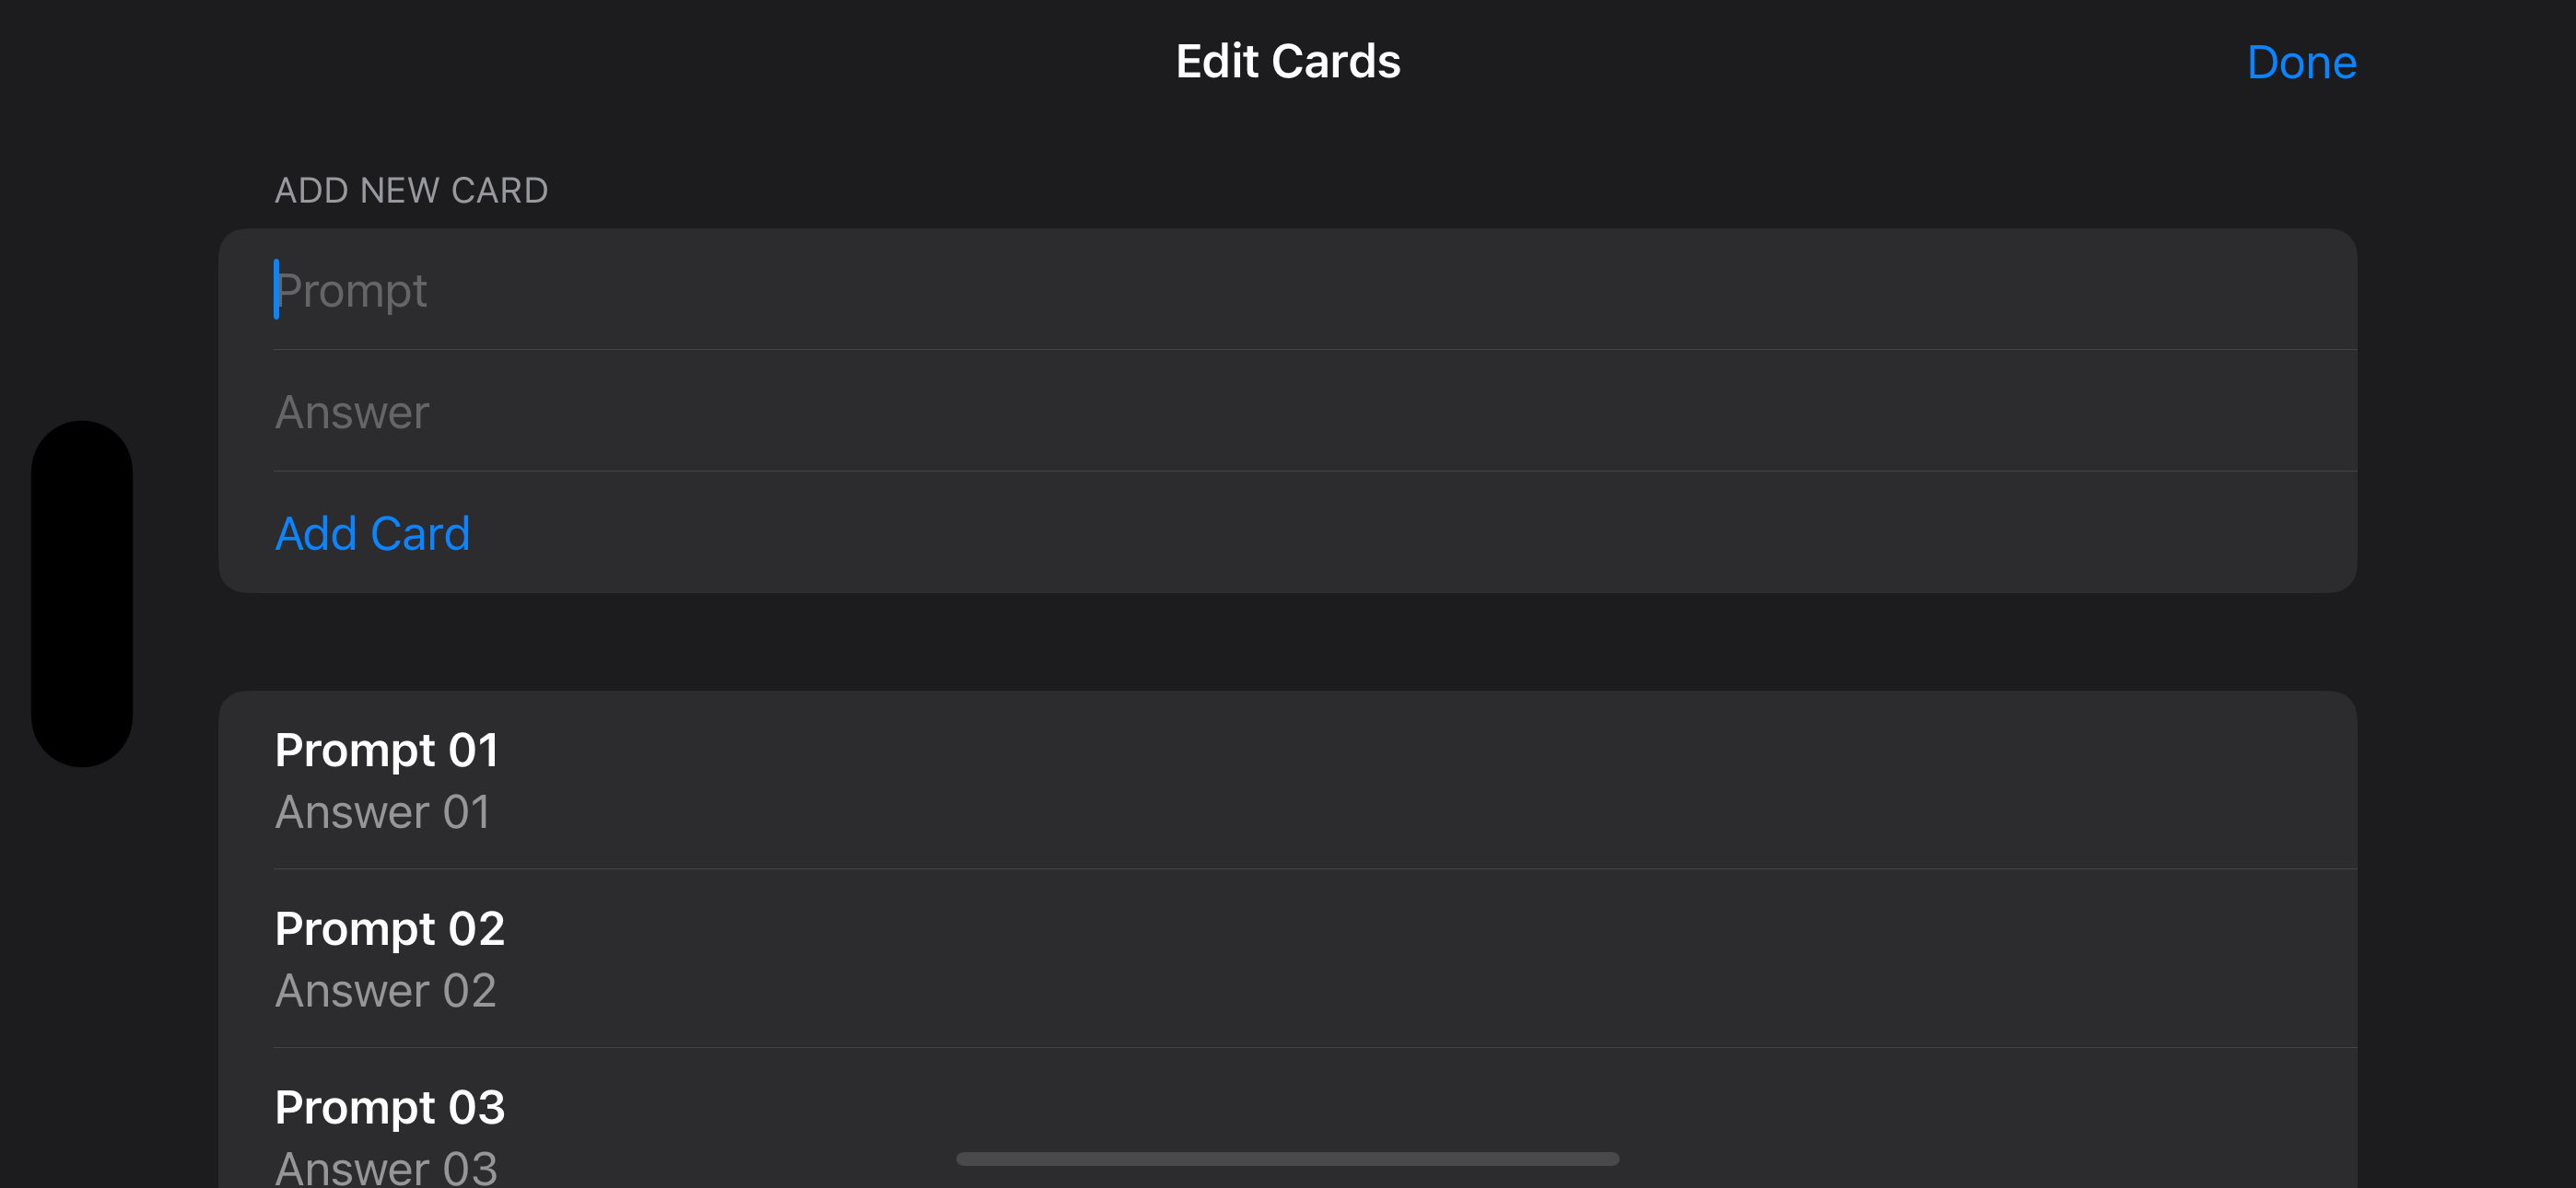 Edit Cards
Done
ADD NEW CARD
Prompt
Answer
Add Card
Prompt 01
Answer 01
Prompt 02
Answer 02
Prompt 03
Answer 03